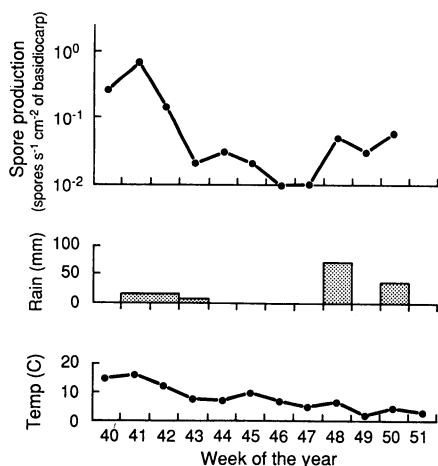 Spore production
(spores s⁻¹ cm⁻² of basidiocarp)
10⁰
10⁻¹
10⁻²
Rain (mm)
100
50
0
Temp (C)
20
10
0
40 41 42 43 44 45 46 47 48 49 50 51
Week of the year